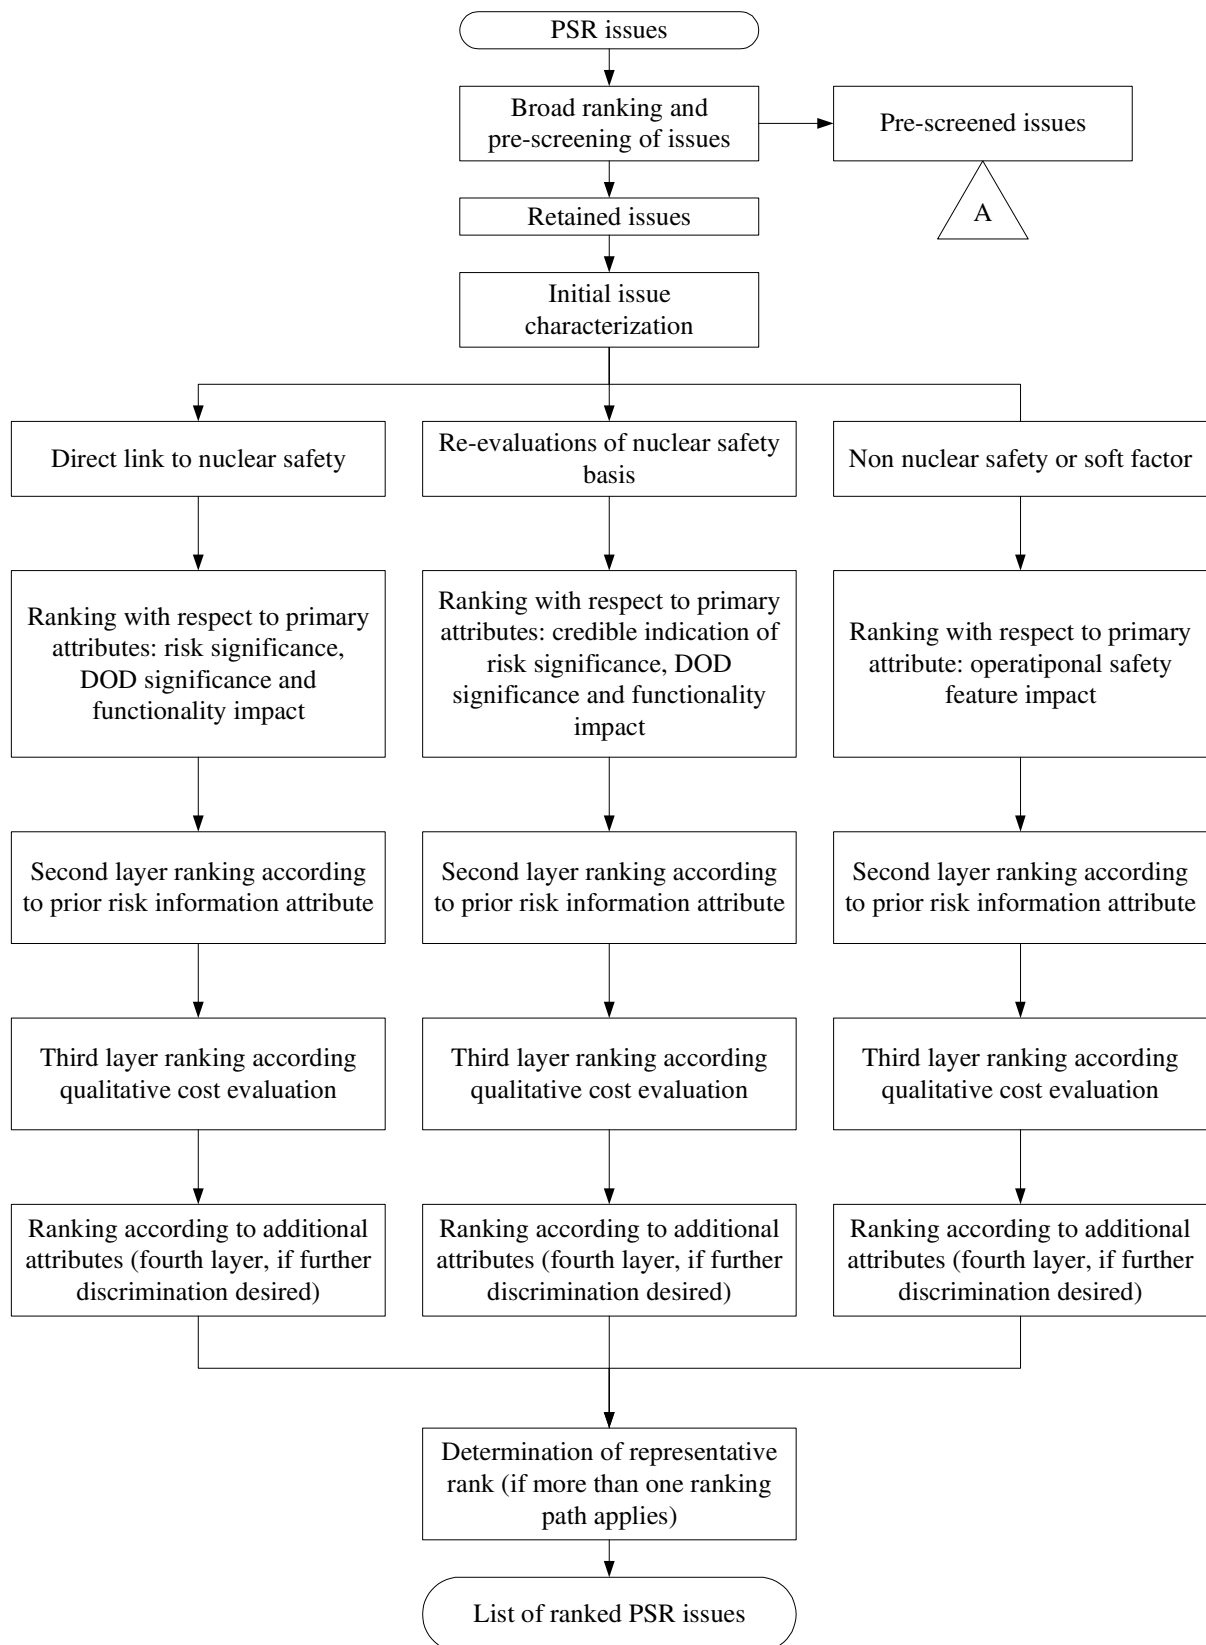 PSR issues
Broad ranking and
pre-screening of issues
Pre-screened issues
A
Retained issues
Initial issue
characterization
Direct link to nuclear safety
Re-evaluations of nuclear safety
basis
Non nuclear safety or soft factor
Ranking with respect to primary
attributes: risk significance,
DOD significance and
functionality impact
Ranking with respect to primary
attributes: credible indication of
risk significance, DOD
significance and functionality
impact
Ranking with respect to primary
attribute: operatiponal safety
feature impact
Second layer ranking according
to prior risk information attribute
Second layer ranking according
to prior risk information attribute
Second layer ranking according
to prior risk information attribute
Third layer ranking according
qualitative cost evaluation
Third layer ranking according
qualitative cost evaluation
Third layer ranking according
qualitative cost evaluation
Ranking according to additional
attributes (fourth layer, if further
discrimination desired)
Ranking according to additional
attributes (fourth layer, if further
discrimination desired)
Ranking according to additional
attributes (fourth layer, if further
discrimination desired)
Determination of representative
rank (if more than one ranking
path applies)
List of ranked PSR issues